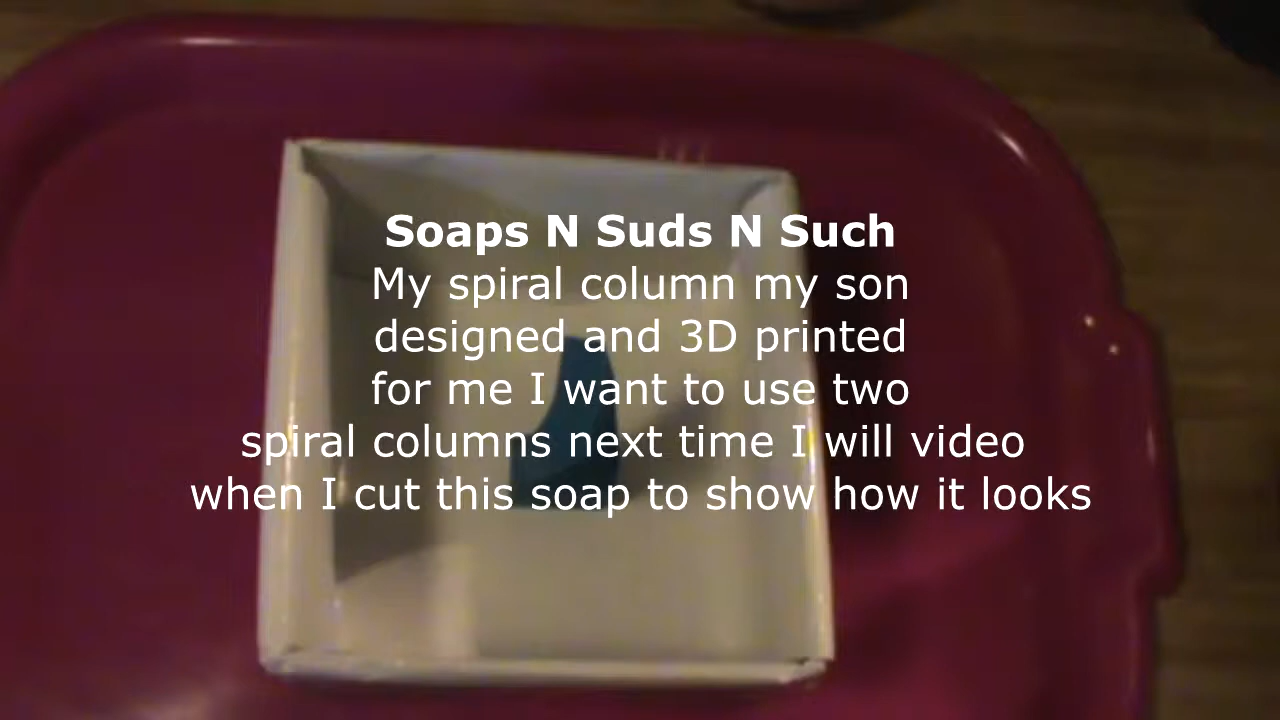 Soaps N Suds N Such
My spiral column my son
designed and 3D printed
for me I want to use two
spiral columns next time I will video
when I cut this soap to show how it looks